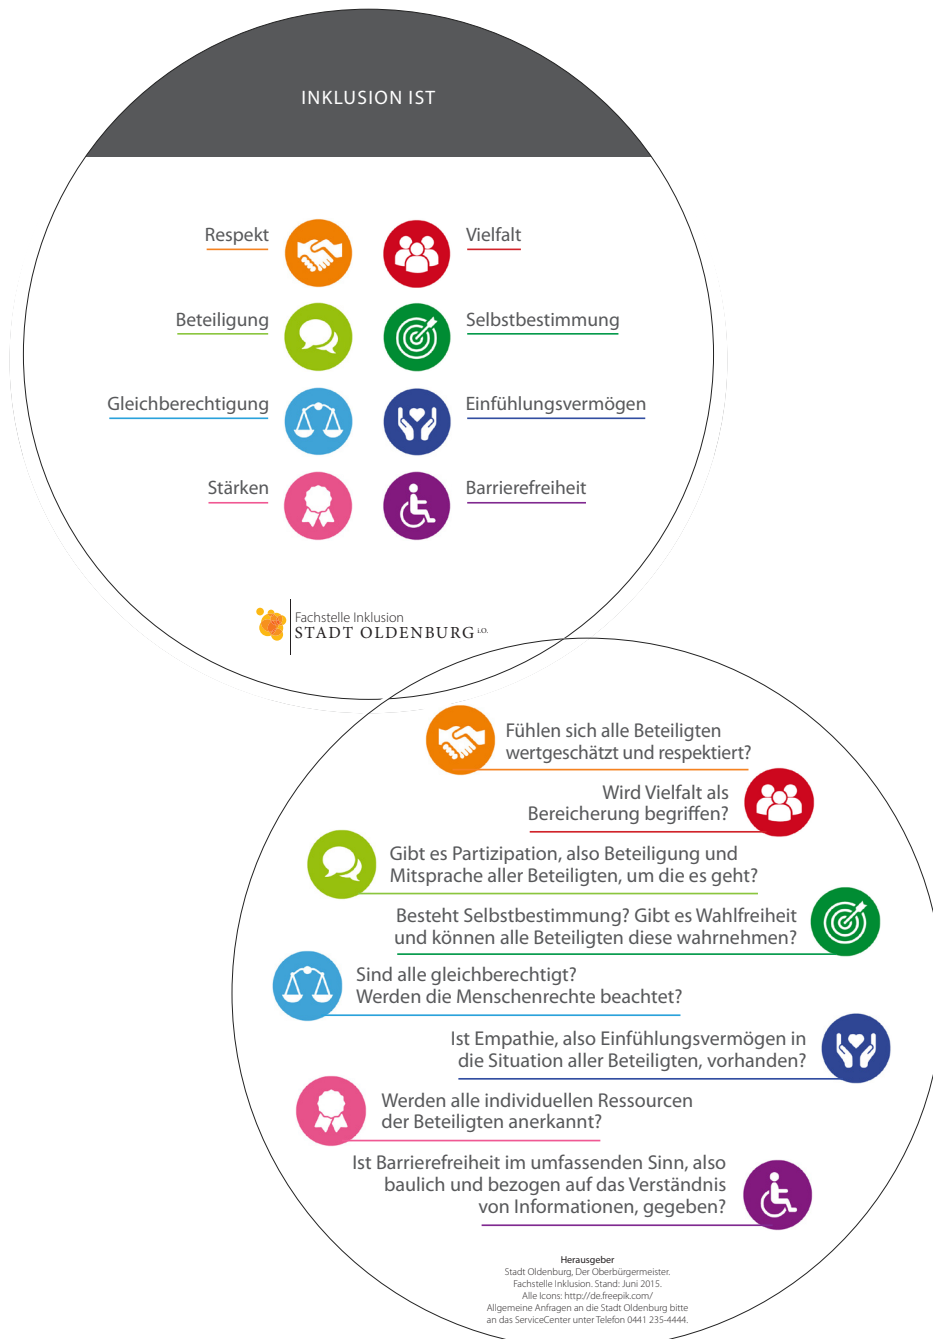 INKLUSION IST
Respekt
Vielfalt
Beteiligung
Selbstbestimmung
Gleichberechtigung
Einfühlungsvermögen
Stärken
Barrierefreiheit
Fachstelle Inklusion
STADT OLDENBURG i.O.
Fühlen sich alle Beteiligten
wertgeschätzt und respektiert?
Wird Vielfalt als
Bereicherung begriffen?
Gibt es Partizipation, also Beteiligung und
Mitsprache aller Beteiligten, um die es geht?
Besteht Selbstbestimmung? Gibt es Wahlfreiheit
und können alle Beteiligten diese wahrnehmen?
Sind alle gleichberechtigt?
Werden die Menschenrechte beachtet?
Ist Empathie, also Einfühlungsvermögen in
die Situation aller Beteiligten, vorhanden?
Werden alle individuellen Ressourcen
der Beteiligten anerkannt?
Ist Barrierefreiheit im umfassenden Sinn, also
baulich und bezogen auf das Verständnis
von Informationen, gegeben?
Herausgeber
Stadt Oldenburg, Der Oberbürgermeister.
Fachstelle Inklusion. Stand: Juni 2015.
Alle Icons: http://de.freepik.com/
Allgemeine Anfragen an die Stadt Oldenburg bitte
an das ServiceCenter unter Telefon 0441 235-4444.